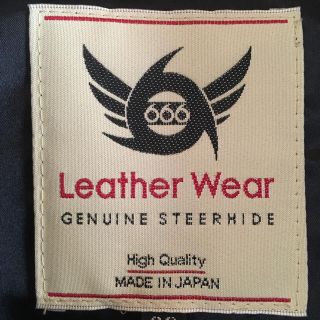 666
Leather Wear
GENUINE STEERHIDE
High Quality
MADE IN JAPAN